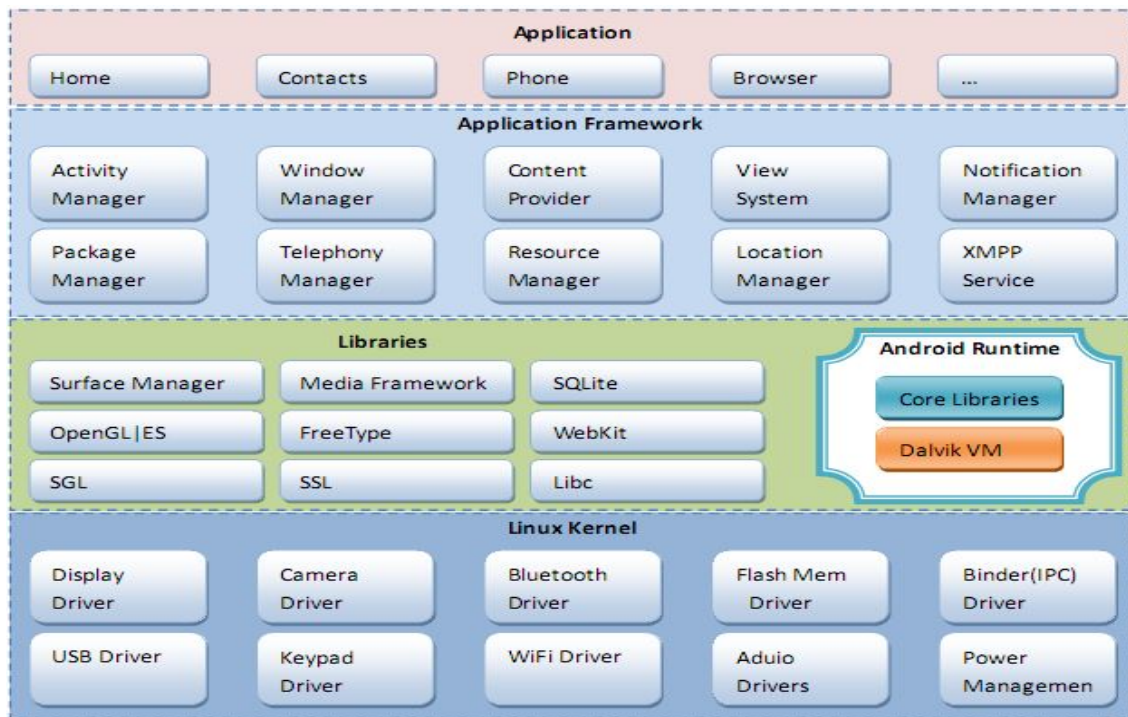 Application
Home
Contacts
Phone
Browser
...
Application Framework
Activity
Manager
Window
Manager
Content
Provider
View
System
Notification
Manager
Package
Manager
Telephony
Manager
Resource
Manager
Location
Manager
XMPP
Service
Libraries
Surface Manager
Media Framework
SQLite
OpenGL|ES
FreeType
WebKit
SGL
SSL
Libc
Android Runtime
Core Libraries
Dalvik VM
Linux Kernel
Display
Driver
Camera
Driver
Bluetooth
Driver
Flash Mem
Driver
Binder(IPC)
Driver
USB Driver
Keypad
Driver
WiFi Driver
Aduio
Drivers
Power
Managemen